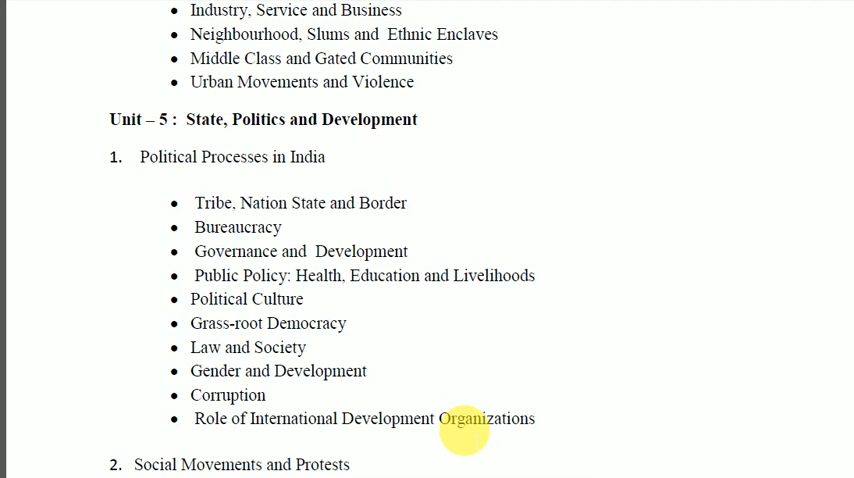 • Industry, Service and Business
• Neighbourhood, Slums and Ethnic Enclaves
• Middle Class and Gated Communities
• Urban Movements and Violence
Unit – 5 : State, Politics and Development
1. Political Processes in India
• Tribe, Nation State and Border
• Bureaucracy
• Governance and Development
• Public Policy: Health, Education and Livelihoods
• Political Culture
• Grass-root Democracy
• Law and Society
• Gender and Development
• Corruption
• Role of International Development Organizations
2. Social Movements and Protests